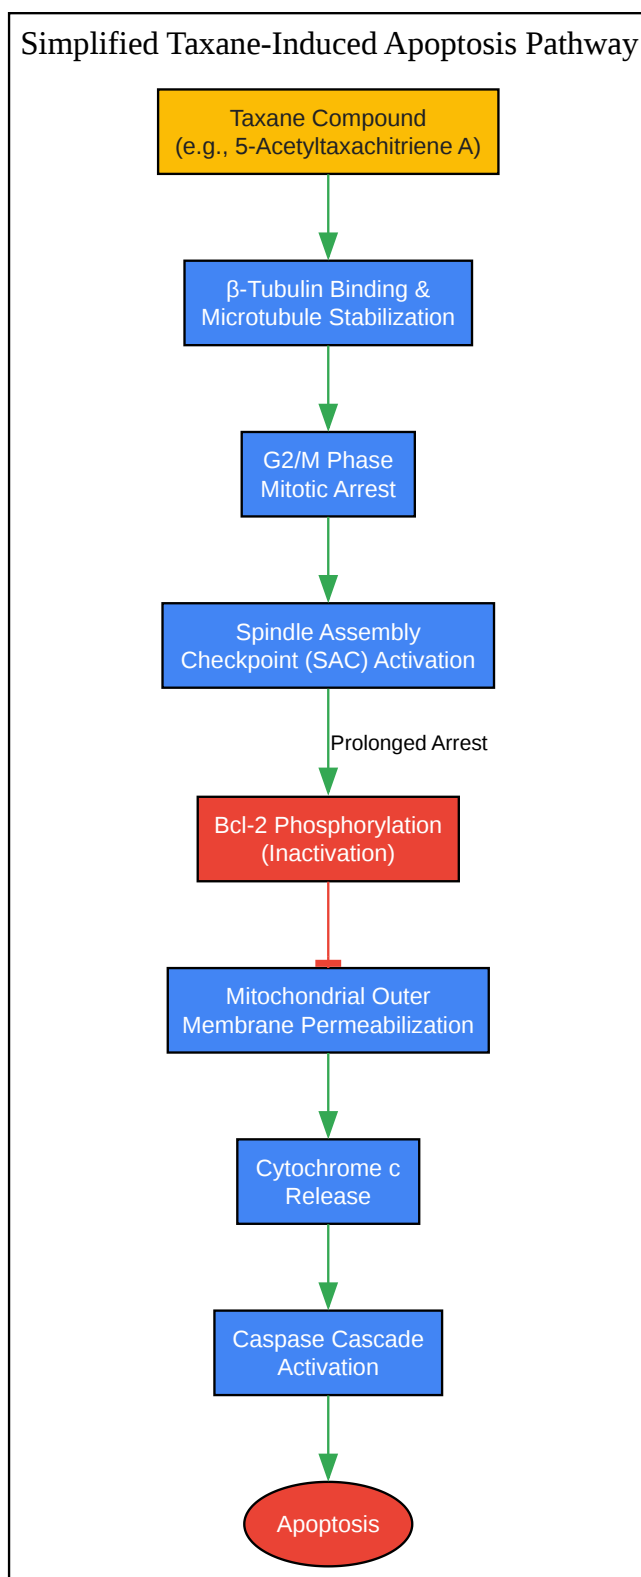 Simplified Taxane-Induced Apoptosis Pathway
Taxane Compound
(e.g., 5-Acetyltaxachitriene A)
β-Tubulin Binding &
Microtubule Stabilization
G2/M Phase
Mitotic Arrest
Spindle Assembly
Checkpoint (SAC) Activation
Prolonged Arrest
Bcl-2 Phosphorylation
(Inactivation)
Mitochondrial Outer
Membrane Permeabilization
Cytochrome c
Release
Caspase Cascade
Activation
Apoptosis